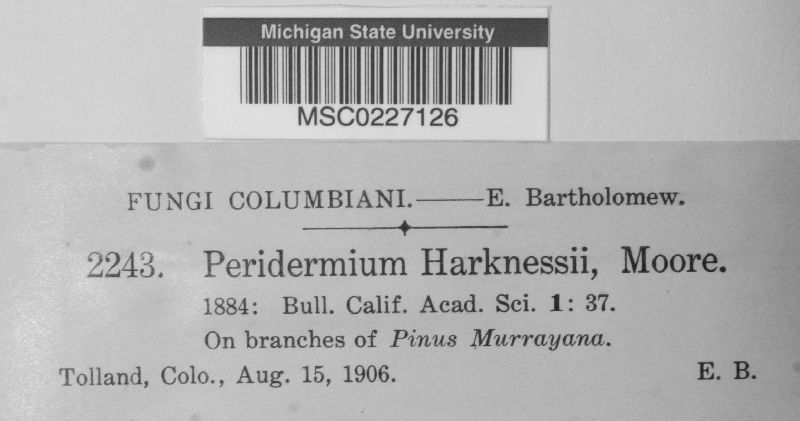 Michigan State University
MSC0227126
FUNGI COLUMBIANI.——E. Bartholomew.
2243. Peridermium Harknessii, Moore.
1884: Bull. Calif. Acad. Sci. 1: 37.
On branches of Pinus Murrayana.
Tolland, Colo., Aug. 15, 1906. E. B.